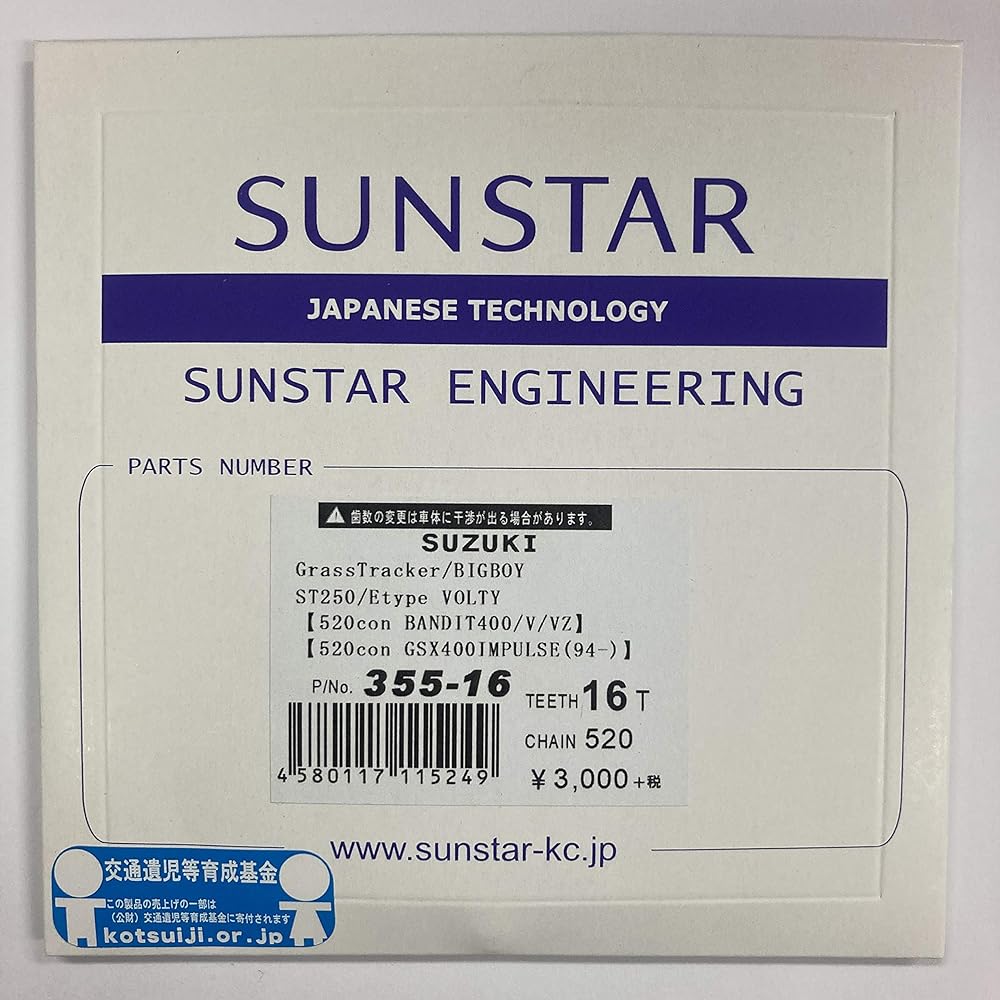 SUNSTAR
JAPANESE TECHNOLOGY
SUNSTAR ENGINEERING
PARTS NUMBER
歯数の変更は車体に干渉が出る場合があります。
SUZUKI
GrassTracker/BIGBOY
ST250/Etype VOLTY
【520con BANDIT400/V/VZ】
【520con GSX400IMPULSE(94-)】
P/No. 355-16
TEETH 16 T
CHAIN 520
4 580117 115249
¥ 3,000+税
www.sunstar-kc.jp
交通遺児等育成基金
この製品の売上げの一部は
(公財)交通遺児等育成基金に寄付されます
kotsuiji.or.jp